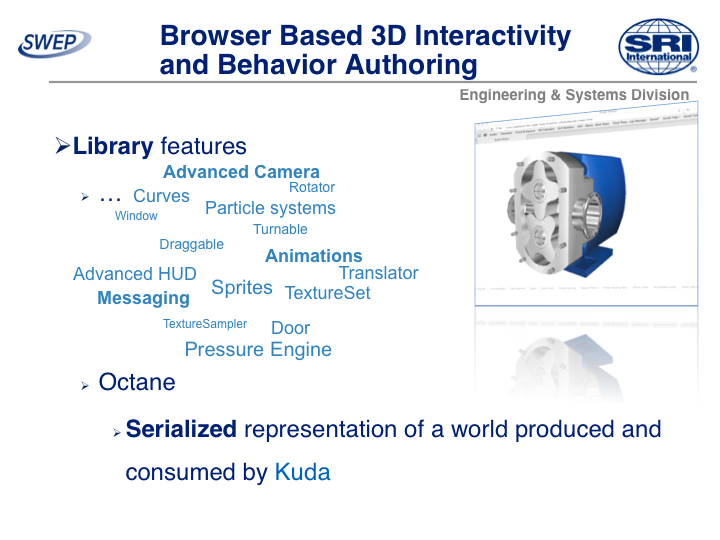 SWEP
Browser Based 3D Interactivity
and Behavior Authoring
SRI
International
®
Engineering & Systems Division
➢Library features
Advanced Camera
Rotator
➢ … Curves
Particle systems
Window
Turnable
Draggable
Animations
Advanced HUD
Translator
Sprites
TextureSet
Messaging
TextureSampler
Door
Pressure Engine
➢ Octane
➢ Serialized representation of a world produced and
consumed by Kuda